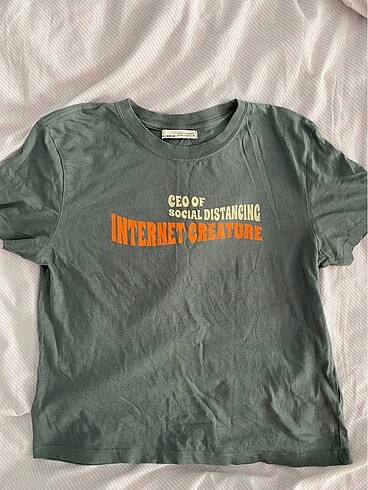 CEO OF
SOCIAL DISTANCING
INTERNET CREATURE